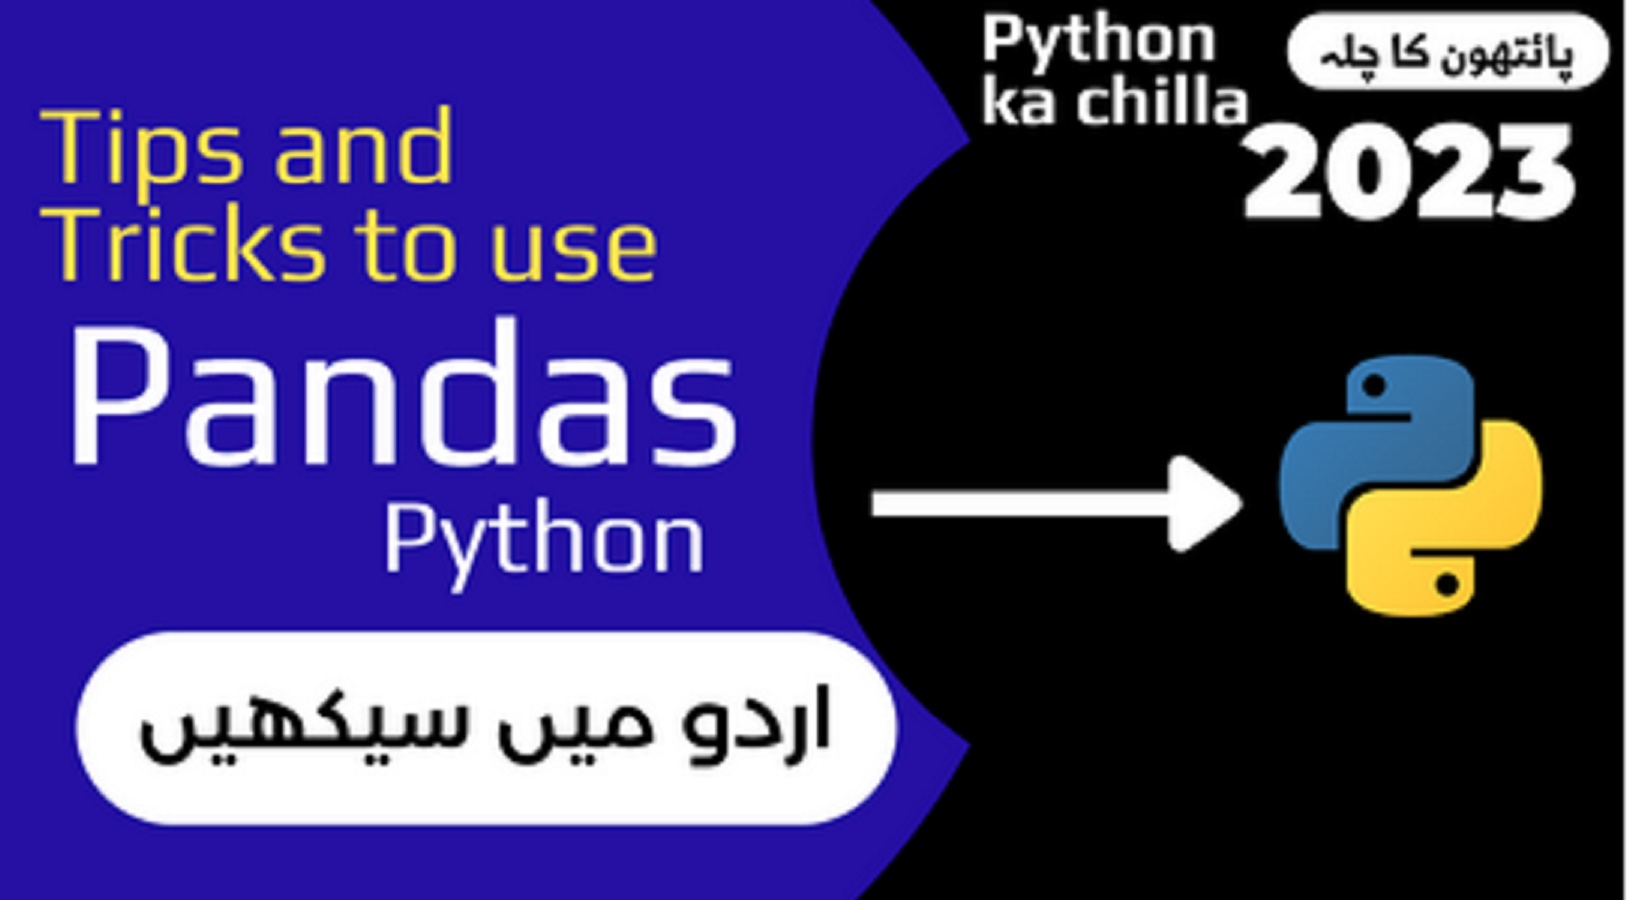 Tips and
Tricks to use
Pandas
Python
اردو میں سیکھیں
Python
ka chilla
پائتھون کا چلہ
2023